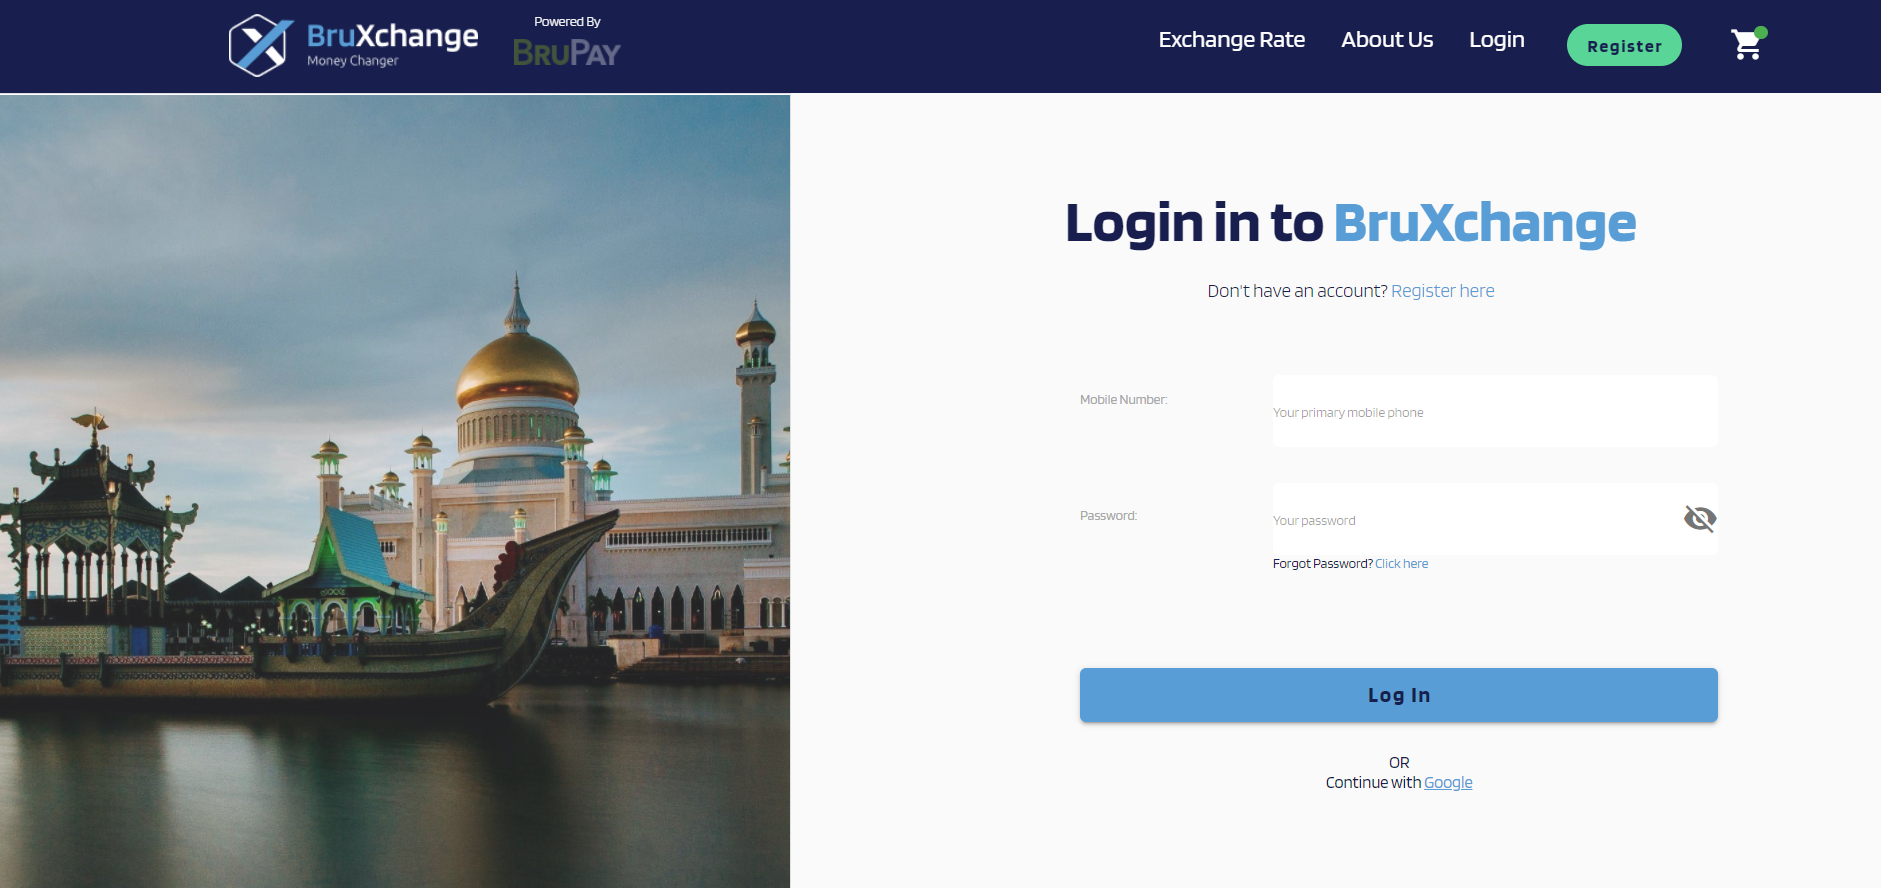 BruXchange
Money Changer
Powered By
BRUPAY
Exchange Rate
About Us
Login
Register
Login in to BruXchange
Don't have an account? Register here
Mobile Number:
Your primary mobile phone
Password:
Your password
Forgot Password? Click here
Log In
OR
Continue with Google